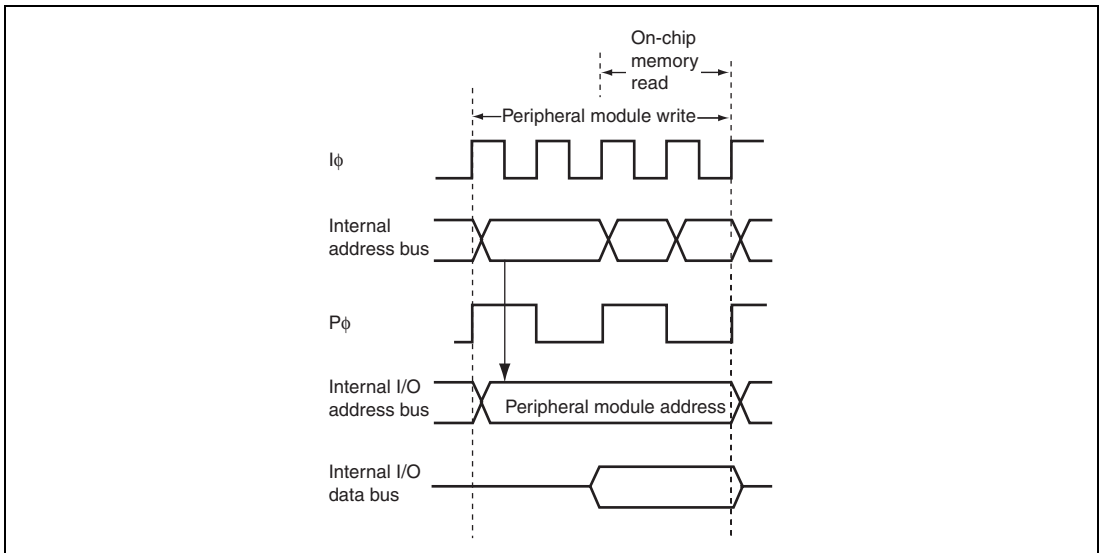 On-chip
memory
read
Peripheral module write
Iϕ
Internal
address bus
Pϕ
Internal I/O
address bus
Peripheral module address
Internal I/O
data bus